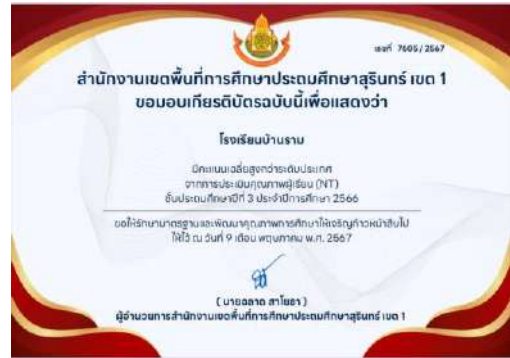 เลขที่ 7605/2567
สำนักงานเขตพื้นที่การศึกษาประถมศึกษาสุรินทร์ เขต 1
ขอมอบเกียรติบัตรฉบับนี้เพื่อแสดงว่า
โรงเรียนบ้านราม
มีคะแนนเฉลี่ยสูงกว่าระดับประเทศ
จากการประเมินคุณภาพผู้เรียน (NT)
ชั้นประถมศึกษาปีที่ 3 ประจำปีการศึกษา 2566
ขอให้รักษามาตรฐานและพัฒนาคุณภาพการศึกษาให้เจริญก้าวหน้าสืบไป
ให้ไว้ ณ วันที่ 9 เดือน พฤษภาคม พ.ศ. 2567
( นายฉลาด สาโยธา )
ผู้อำนวยการสำนักงานเขตพื้นที่การศึกษาประถมศึกษาสุรินทร์ เขต 1